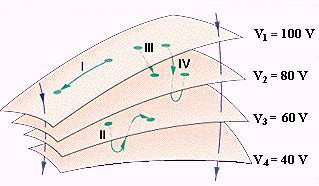 I
III
IV
II
V₁ = 100 V
V₂ = 80 V
V₃ = 60 V
V₄ = 40 V